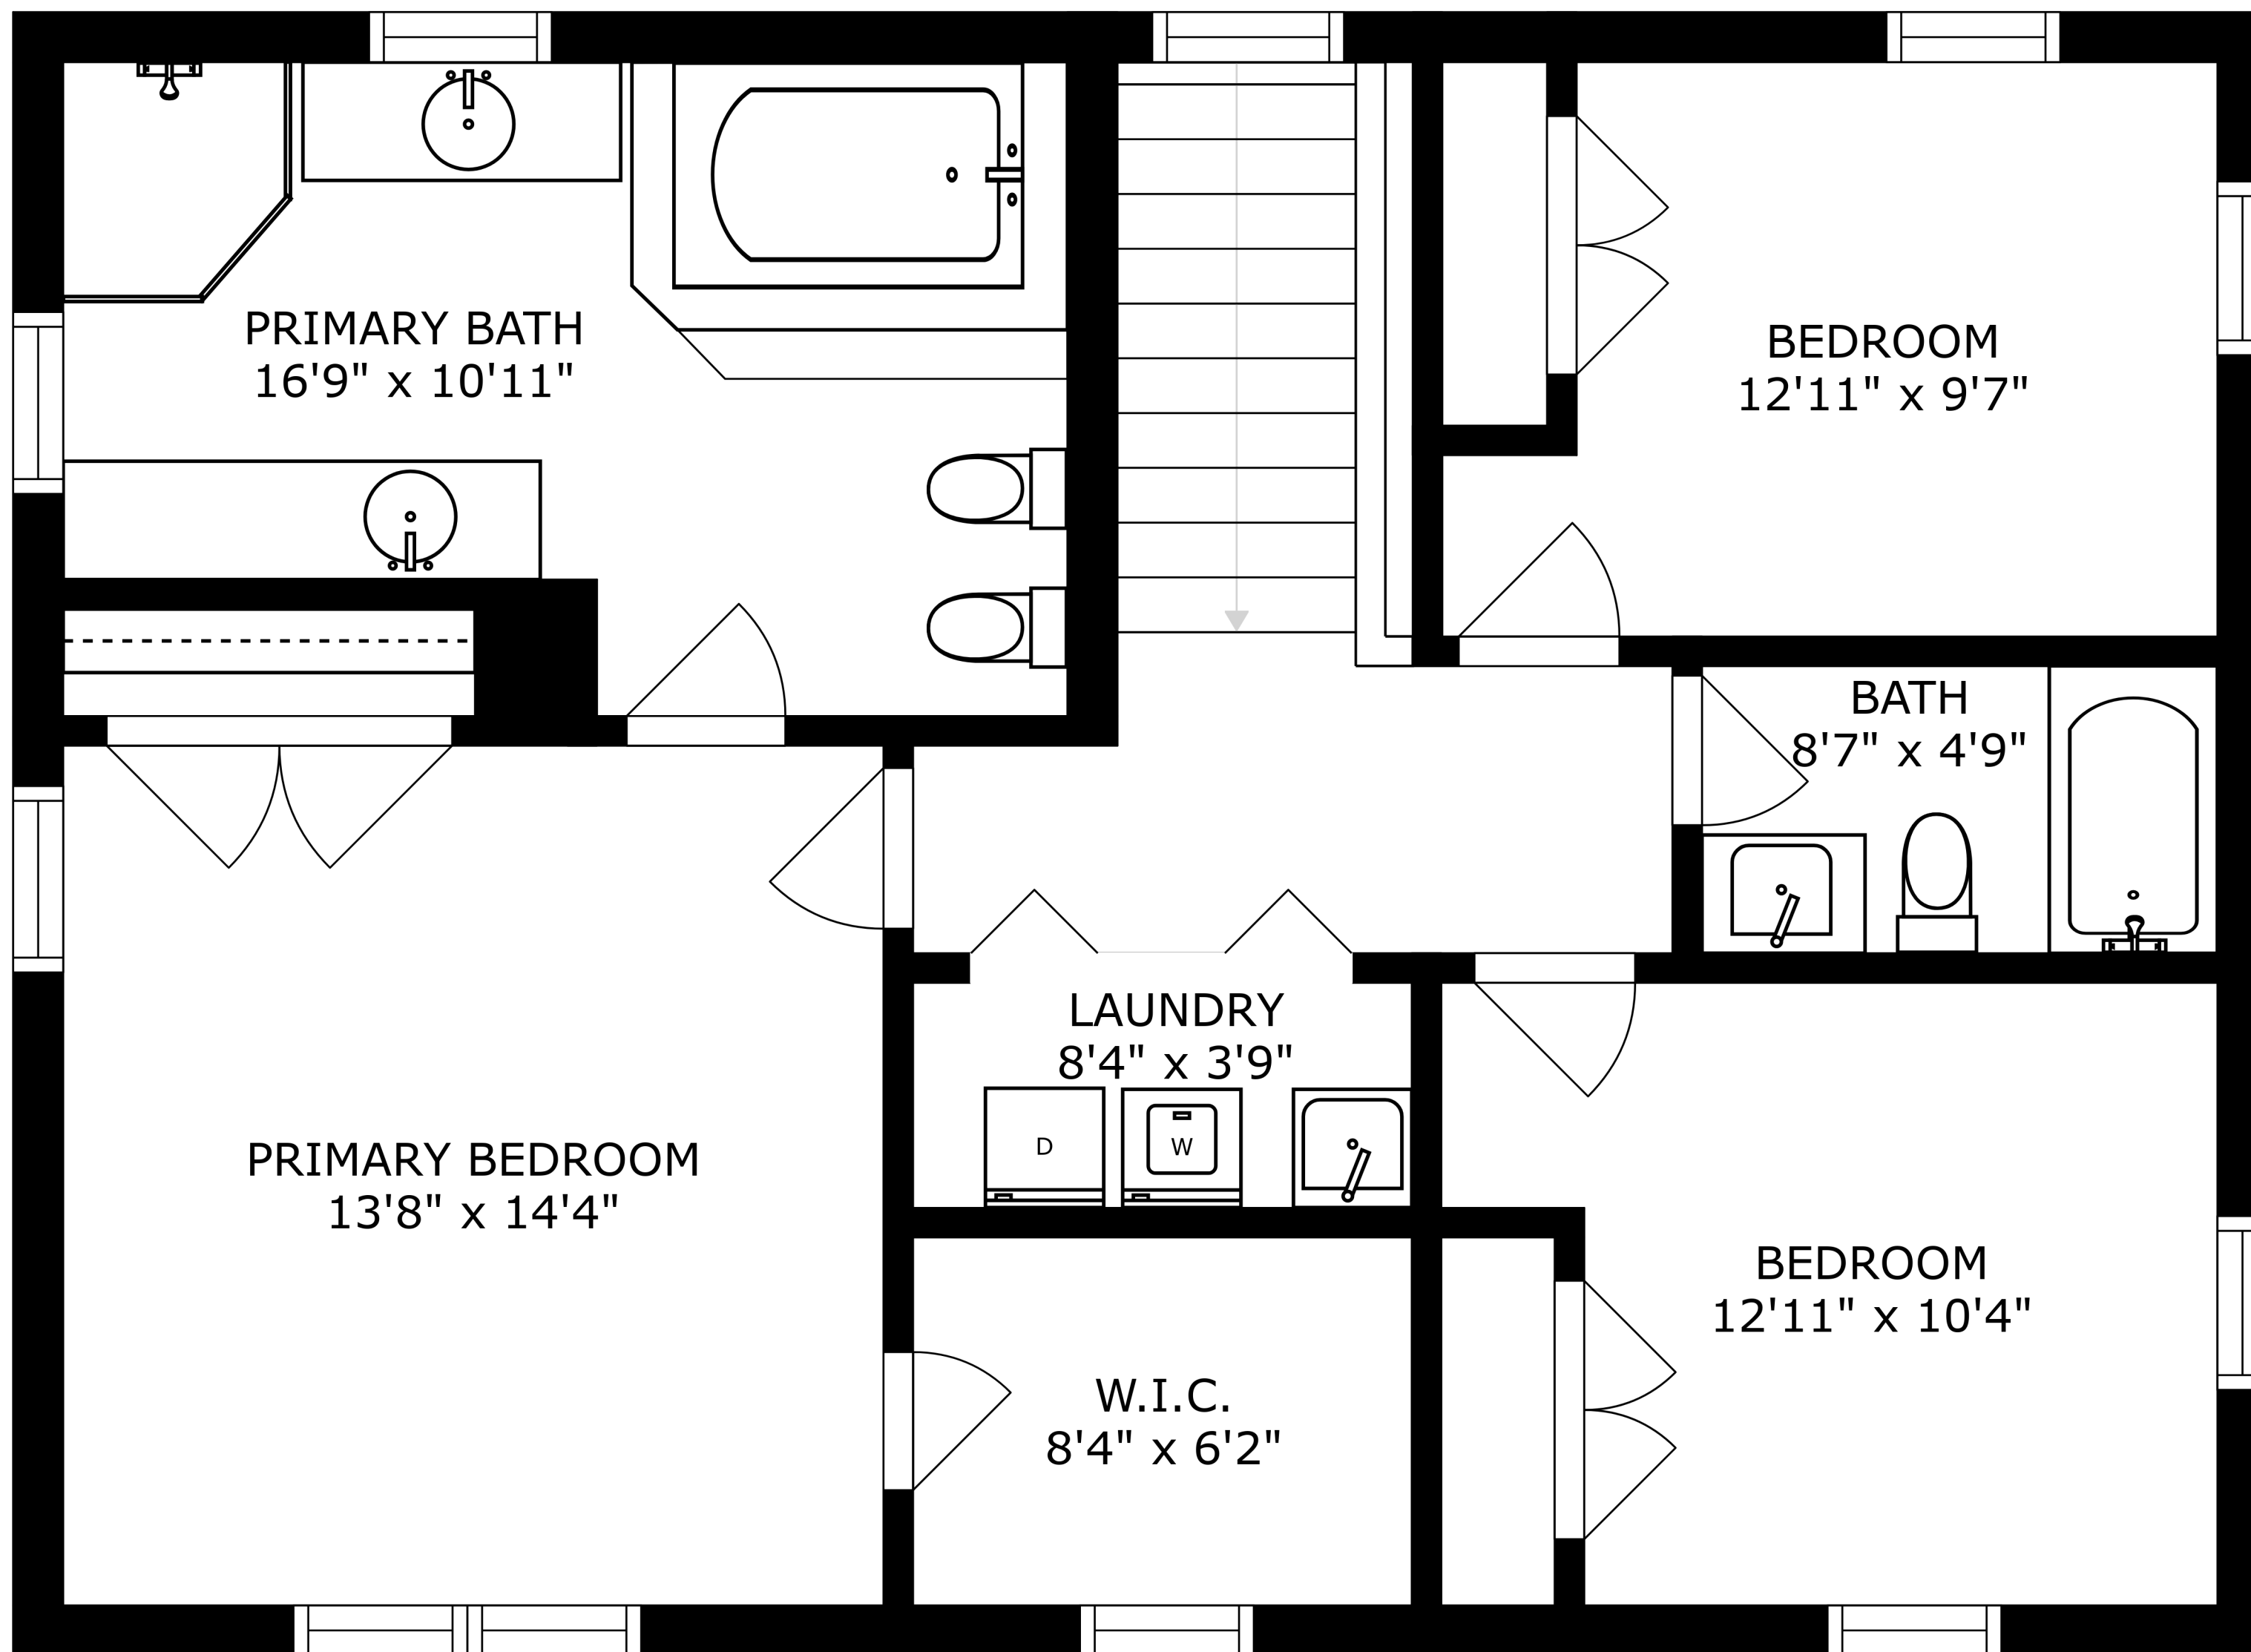 PRIMARY BATH
16'9" x 10'11"
BEDROOM
12'11" x 9'7"
BATH
8'7" x 4'9"
LAUNDRY
8'4" x 3'9"
D
W
PRIMARY BEDROOM
13'8" x 14'4"
BEDROOM
12'11" x 10'4"
W.I.C.
8'4" x 6'2"